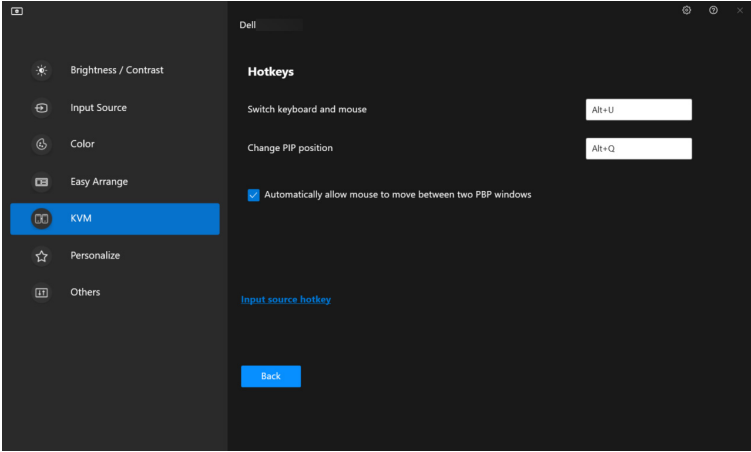 Dell
Brightness / Contrast
Input Source
Color
Easy Arrange
KVM
Personalize
Others
Hotkeys
Switch keyboard and mouse
Alt+U
Change PIP position
Alt+Q
Automatically allow mouse to move between two PBP windows
Input source hotkey
Back